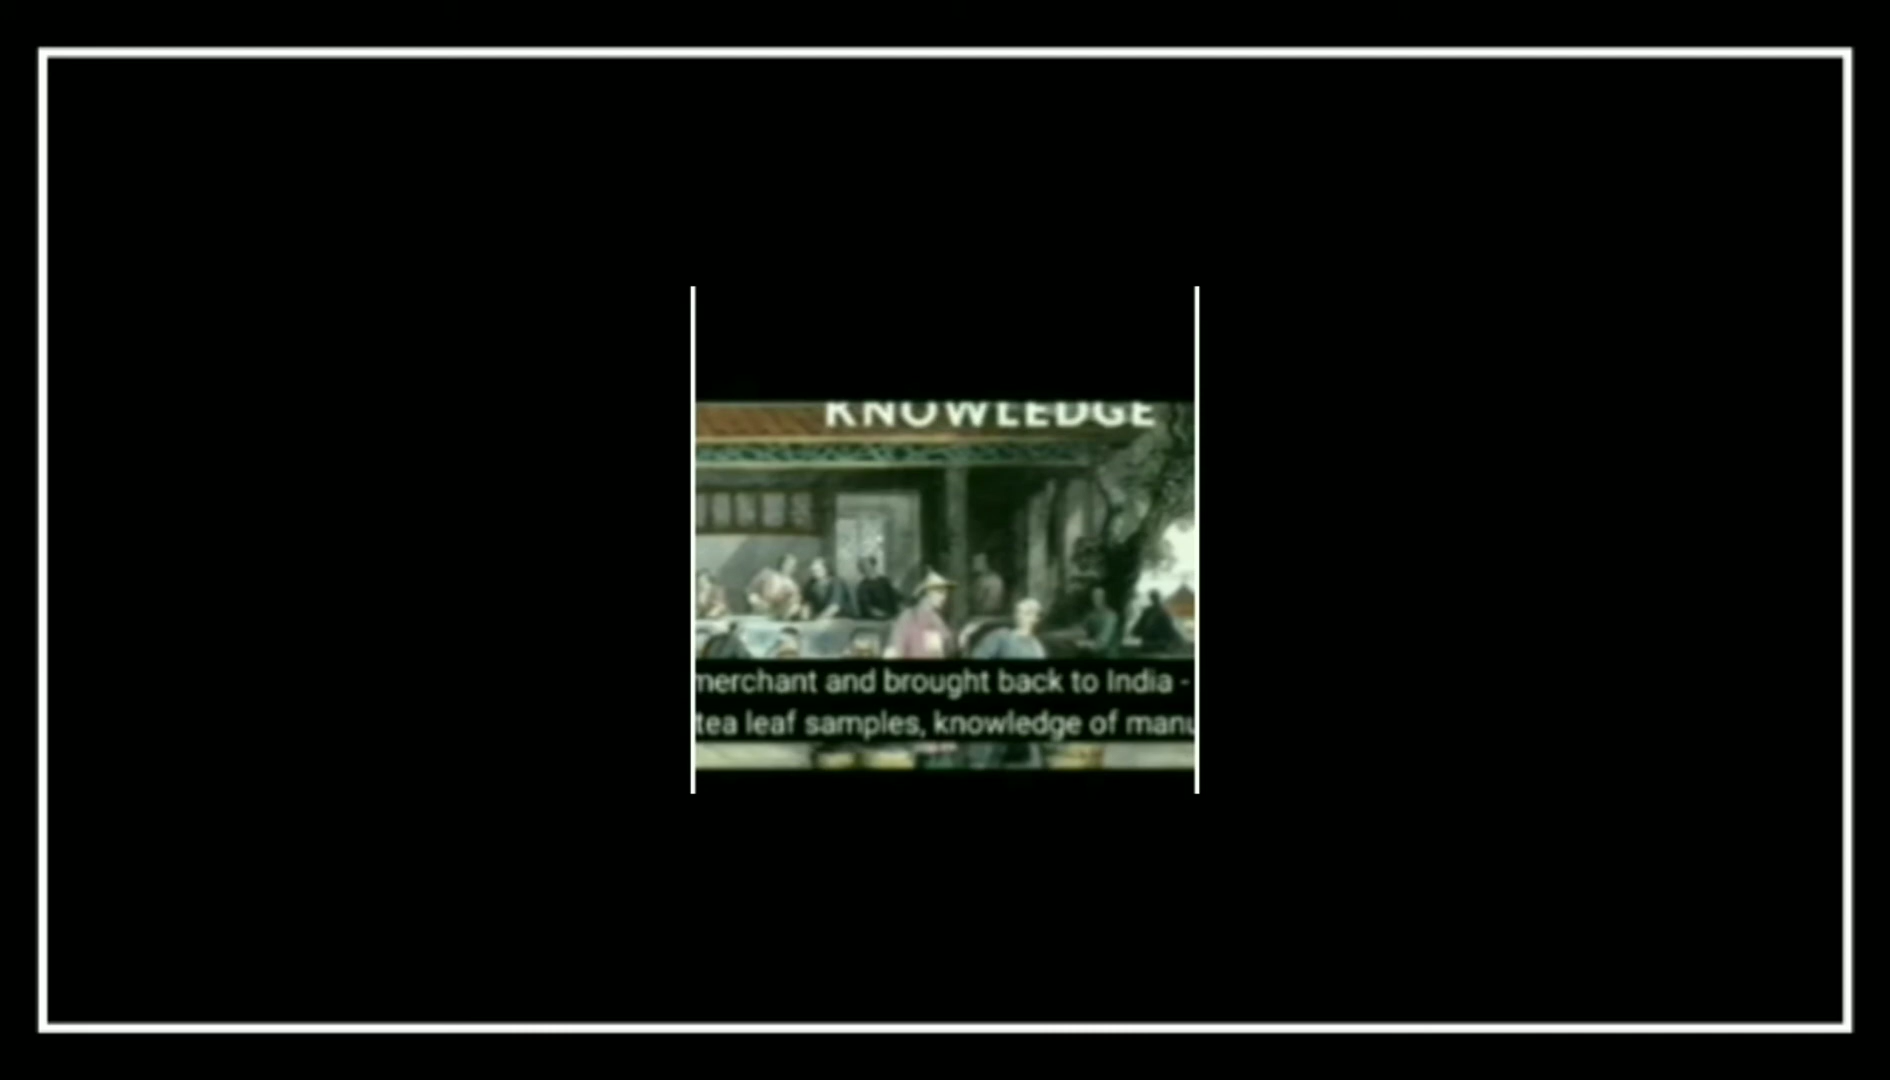 KNOWLEDGE
merchant and brought back to India -
tea leaf samples, knowledge of